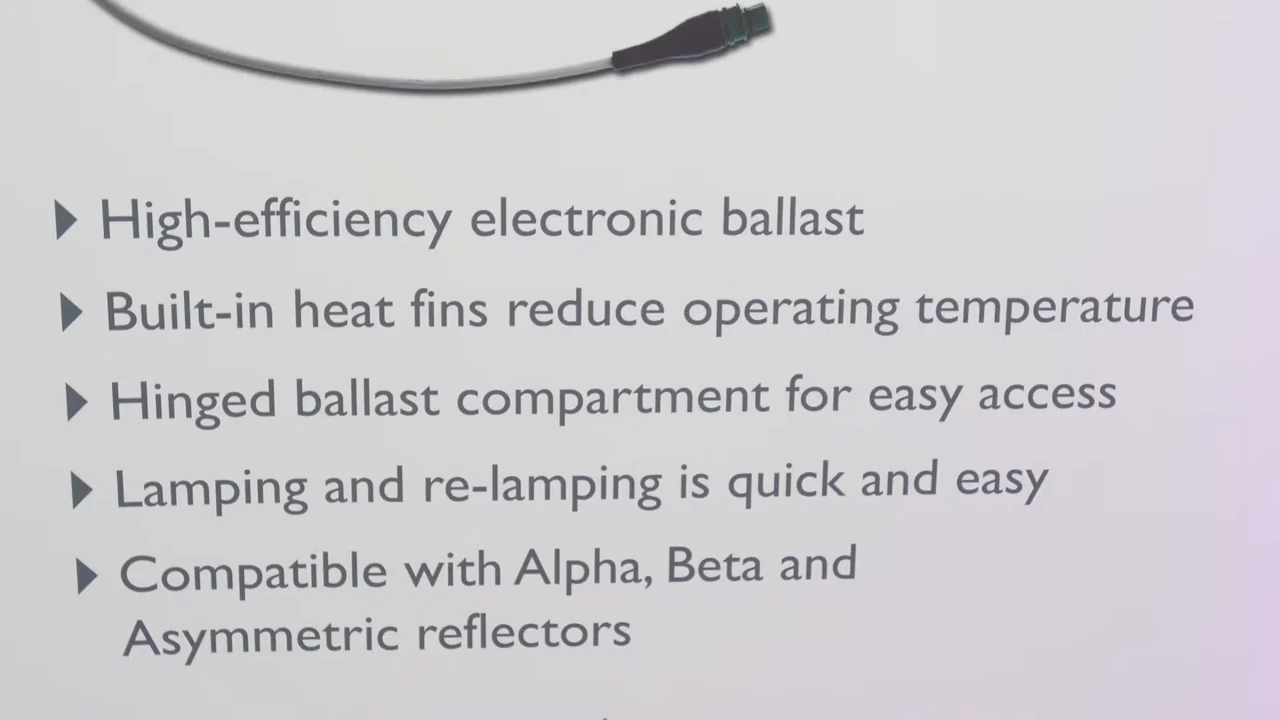 High-efficiency electronic ballast
Built-in heat fins reduce operating temperature
Hinged ballast compartment for easy access
Lamping and re-lamping is quick and easy
Compatible with Alpha, Beta and
Asymmetric reflectors